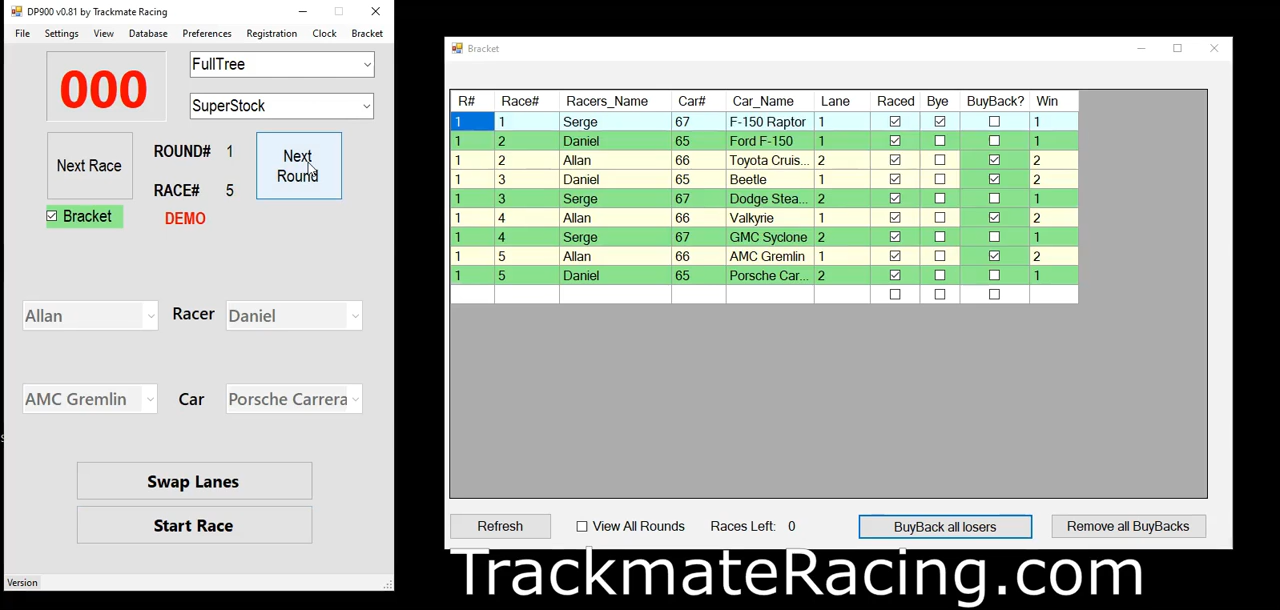 DP900 v0.81 by Trackmate Racing
File Settings View Database Preferences Registration Clock Bracket
000
FullTree
SuperStock
Next Race
ROUND# 1
RACE# 5
Next
Round
Bracket
DEMO
Allan Racer Daniel
AMC Gremlin Car Porsche Carrera
Swap Lanes
Start Race
Version
Bracket
R# Race# Racers_Name Car# Car_Name Lane Raced Bye BuyBack? Win
1 1 Serge 67 F-150 Raptor 1 1
1 2 Daniel 65 Ford F-150 1 1
1 2 Allan 66 Toyota Cruis... 2 2
1 3 Daniel 65 Beetle 1 2
1 3 Serge 67 Dodge Stea... 2 1
1 4 Allan 66 Valkyrie 1 2
1 4 Serge 67 GMC Syclone 2 1
1 5 Allan 66 AMC Gremlin 1 2
1 5 Daniel 65 Porsche Car... 2 1
Refresh View All Rounds Races Left: 0 BuyBack all losers Remove all BuyBacks
TrackmateRacing.com